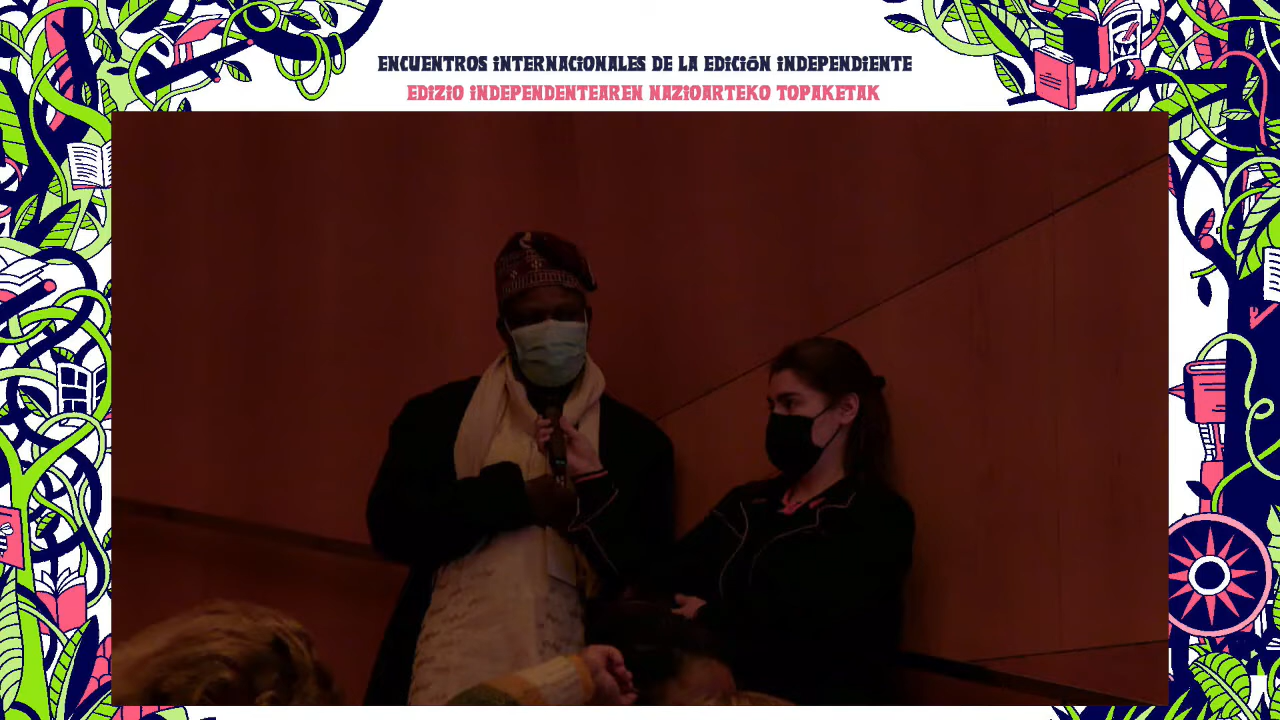 ENCUENTROS INTERNACIONALES DE LA EDICIÓN INDEPENDIENTE
EDIZIO INDEPENDENTEAREN NAZIOARTEKO TOPAKETAK